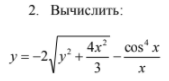 2. Вычислить:
y = -2√(y² + 4x²/3) - cos⁴ x / x